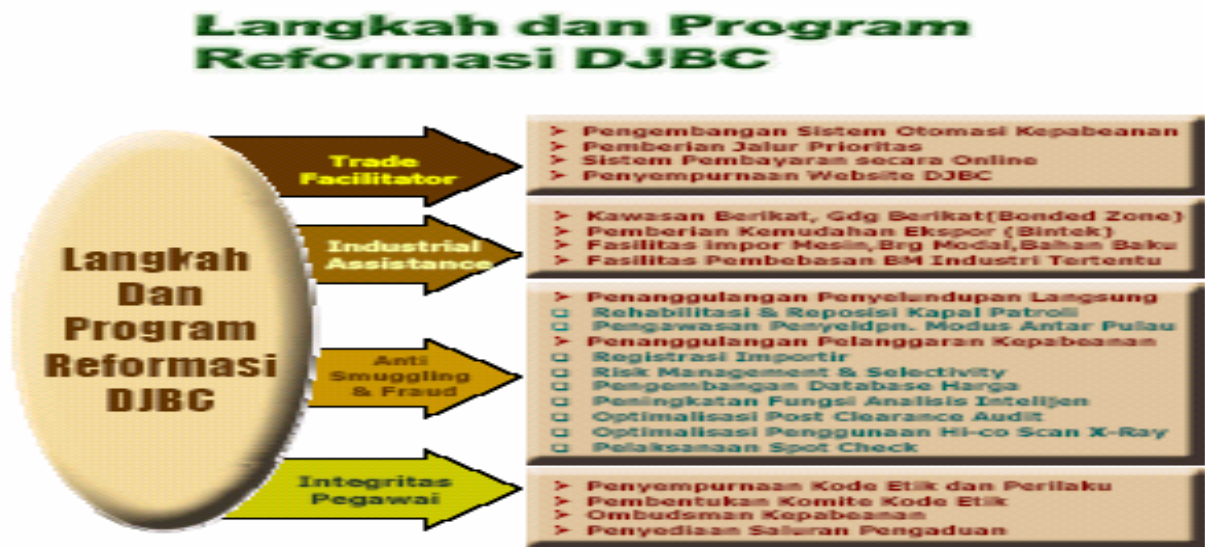 Langkah dan Program
Reformasi DJBC
Langkah
Dan
Program
Reformasi
DJBC
Trade
Facilitator
Pengembangan Sistem Otomasi Kepabeanan
Pemberian Jalur Prioritas
Sistem Pembayaran secara Online
Penyempurnaan Website DJBC
Industrial
Assistance
Kawasan Berikat, Gdg Berikat(Bonded Zone)
Pemberian Kemudahan Ekspor (Bintek)
Fasilitas impor Mesin,Brg Modal,Bahan Baku
Fasilitas Pembebasan BM Industri Tertentu
Anti
Smuggling
& Fraud
Penanggulangan Penyelundupan Langsung
Rehabilitasi & Reposisi Kapal Patroli
Pengawasan Penyeldpn. Modus Antar Pulau
Penanggulangan Pelanggaran Kepabeanan
Registrasi Importir
Risk Management & Selectivity
Pengembangan Database Harga
Peningkatan Fungsi Analisis Intelijen
Optimalisasi Post Clearance Audit
Optimalisasi Penggunaan Hi-co Scan X-Ray
Pelaksanaan Spot Check
Integritas
Pegawai
Penyempurnaan Kode Etik dan Perilaku
Pembentukan Komite Kode Etik
Ombudsman Kepabeanan
Penyediaan Saluran Pengaduan